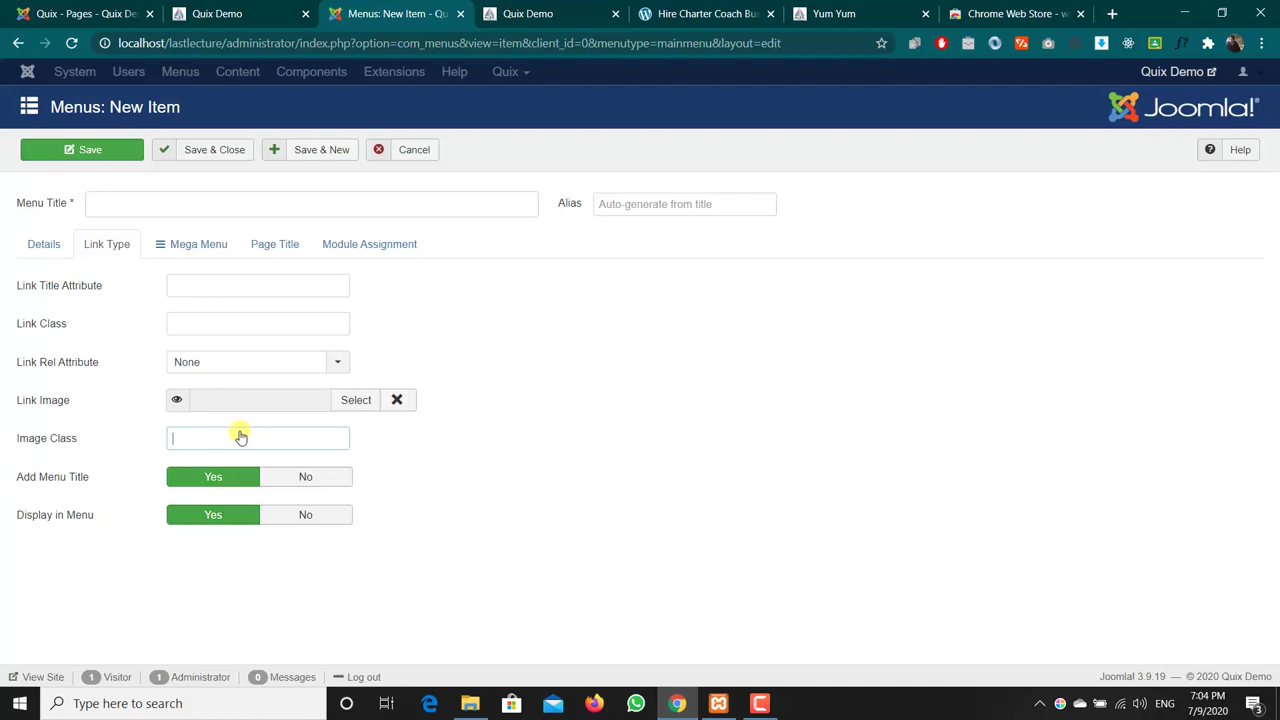 Quix - Pages - Quix De
Quix Demo
Menus: New Item - Qu
Quix Demo
Hire Charter Coach Bus
Yum Yum
Chrome Web Store - w
localhost/lastlecture/administrator/index.php?option=com_menus&view=item&client_id=0&menutype=mainmenu&layout=edit
System Users Menus Content Components Extensions Help Quix
Quix Demo
Menus: New Item
Joomla!®
Save Save & Close Save & New Cancel Help
Menu Title * Alias Auto-generate from title
Details Link Type Mega Menu Page Title Module Assignment
Link Title Attribute
Link Class
Link Rel Attribute None
Link Image Select
Image Class
Add Menu Title Yes No
Display in Menu Yes No
View Site 1 Visitor 1 Administrator 0 Messages Log out
Joomla! 3.9.19 — © 2020 Quix Demo
Type here to search
ENG
7:04 PM
7/9/2020
3